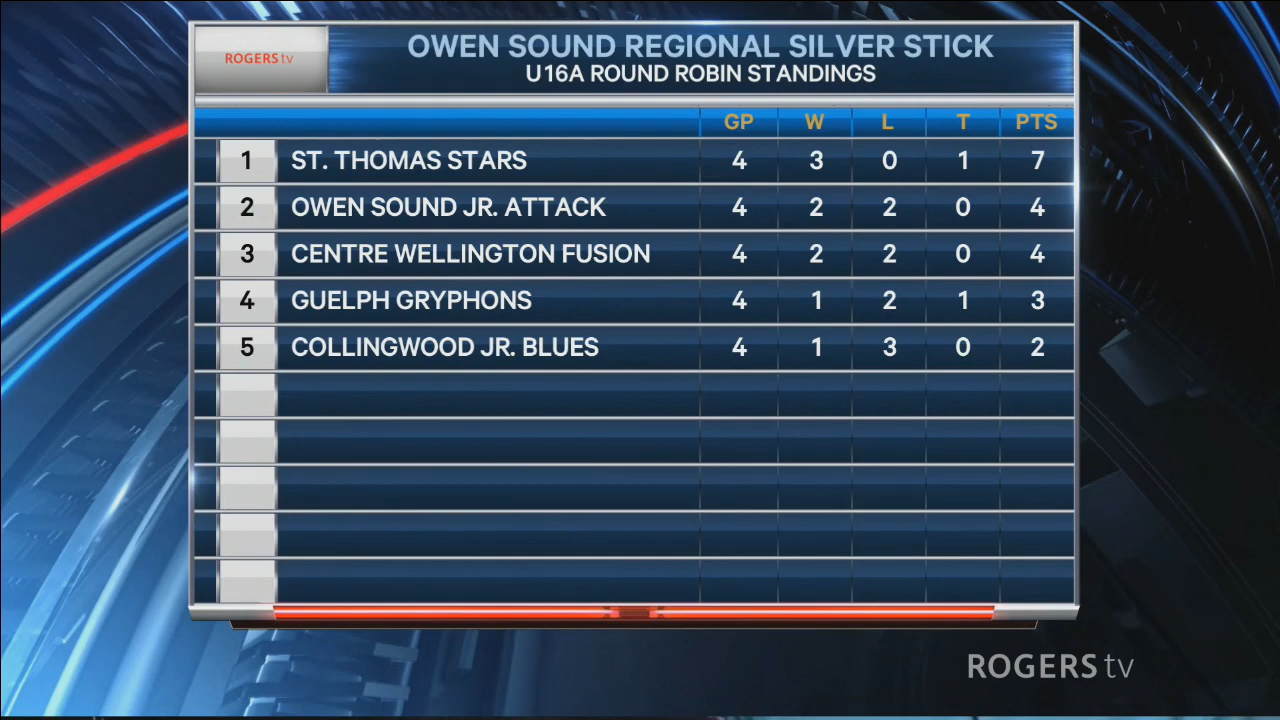 ROGERS tv
OWEN SOUND REGIONAL SILVER STICK
U16A ROUND ROBIN STANDINGS
GP W L T PTS
1 ST. THOMAS STARS 4 3 0 1 7
2 OWEN SOUND JR. ATTACK 4 2 2 0 4
3 CENTRE WELLINGTON FUSION 4 2 2 0 4
4 GUELPH GRYPHONS 4 1 2 1 3
5 COLLINGWOOD JR. BLUES 4 1 3 0 2
ROGERS tv